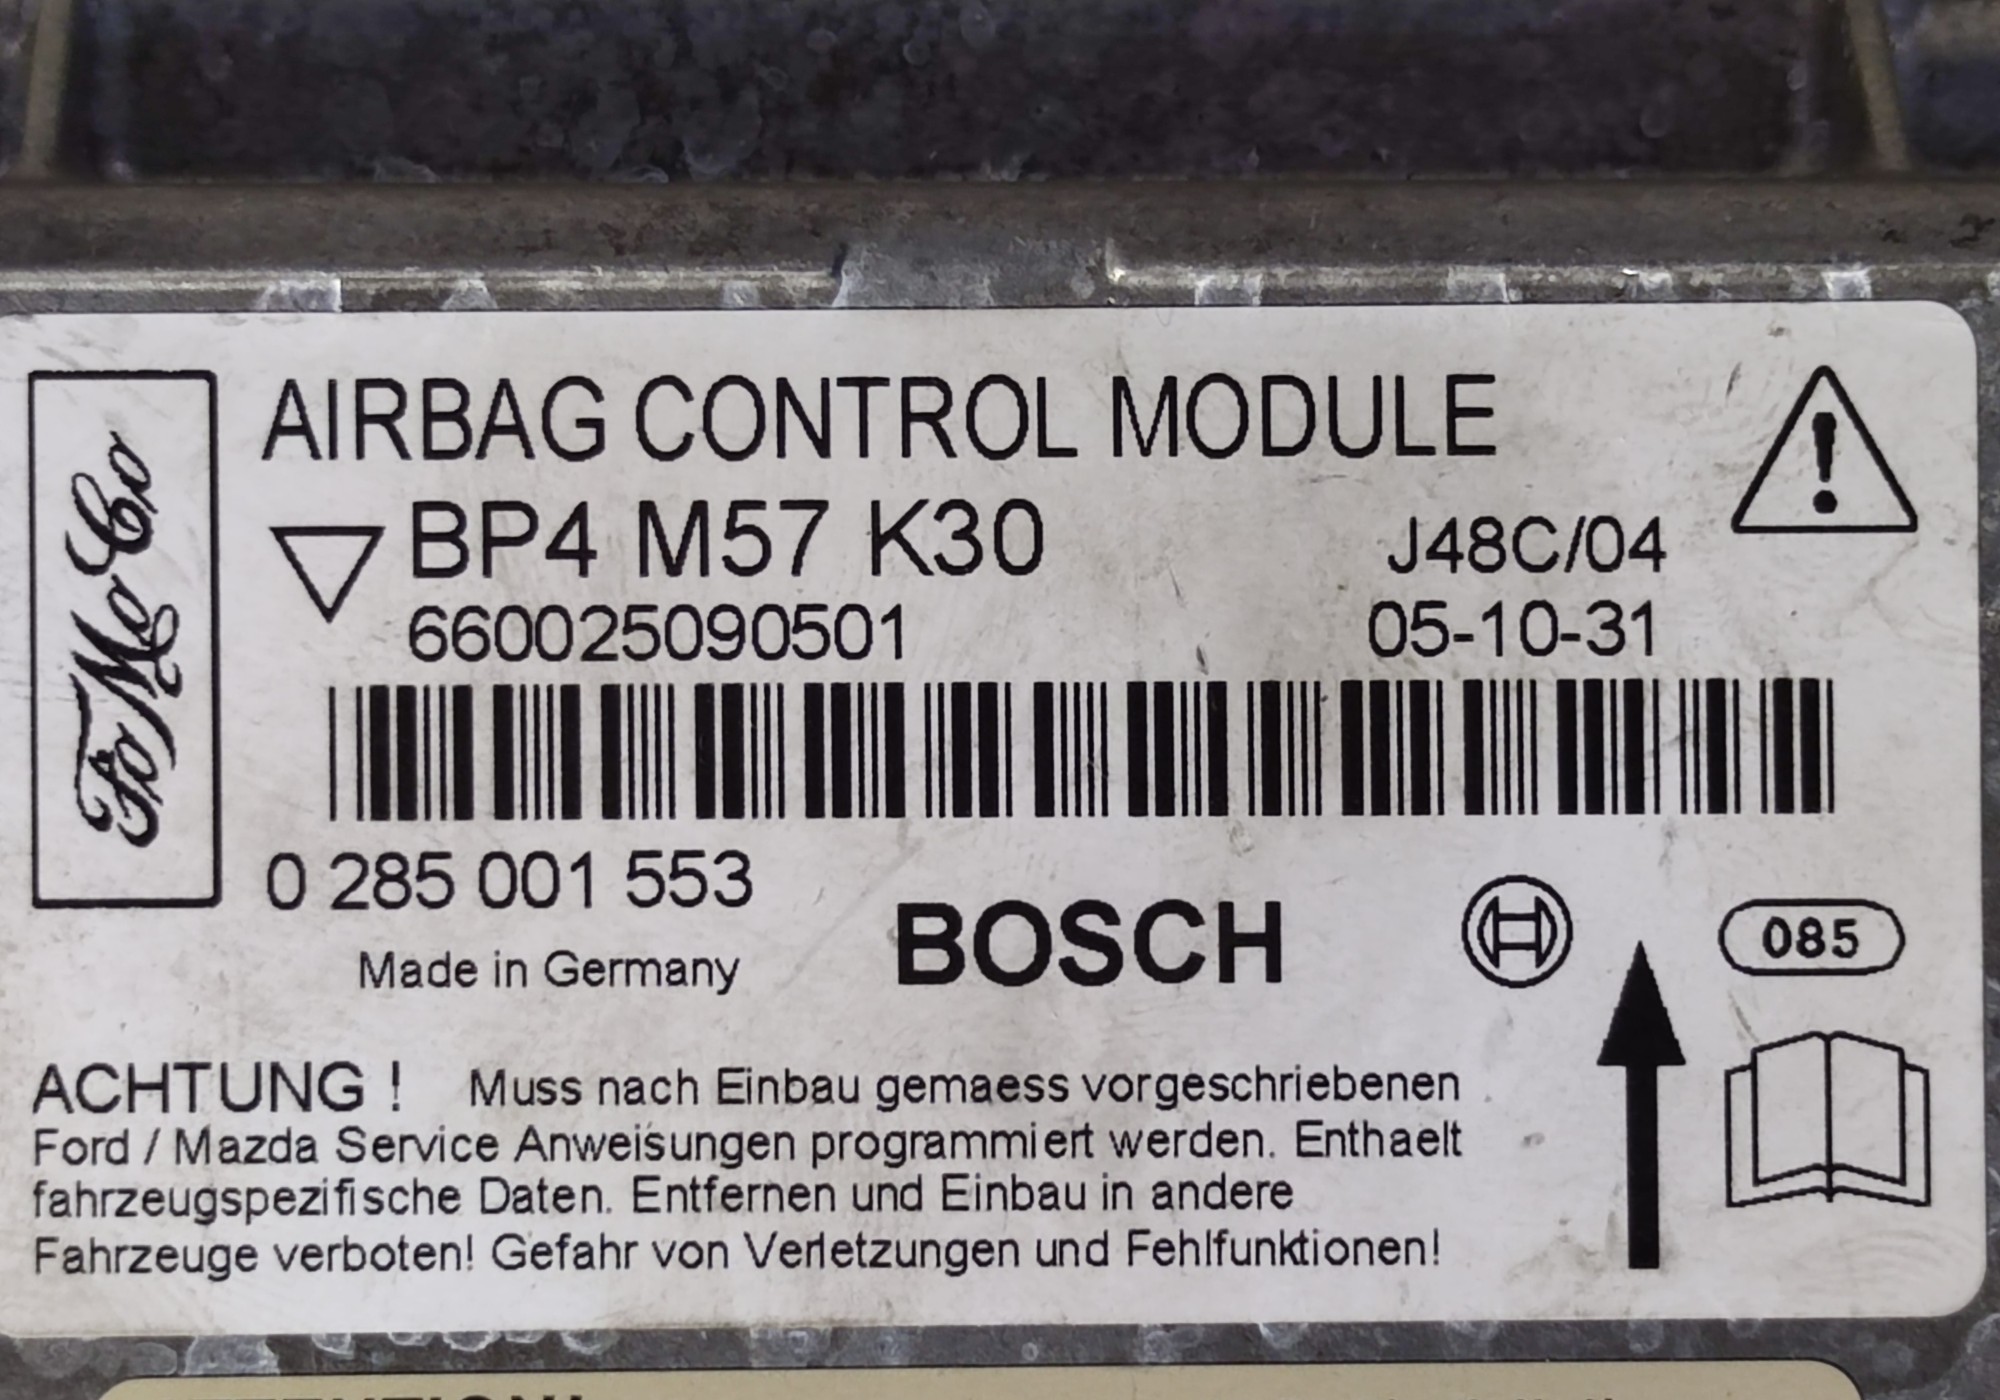 FoMoCo
AIRBAG CONTROL MODULE
BP4 M57 K30
J48C/04
660025090501
05-10-31
0 285 001 553
Made in Germany
BOSCH
085
ACHTUNG ! Muss nach Einbau gemaess vorgeschriebenen
Ford / Mazda Service Anweisungen programmiert werden. Enthaelt
fahrzeugspezifische Daten. Entfernen und Einbau in andere
Fahrzeuge verboten! Gefahr von Verletzungen und Fehlfunktionen!